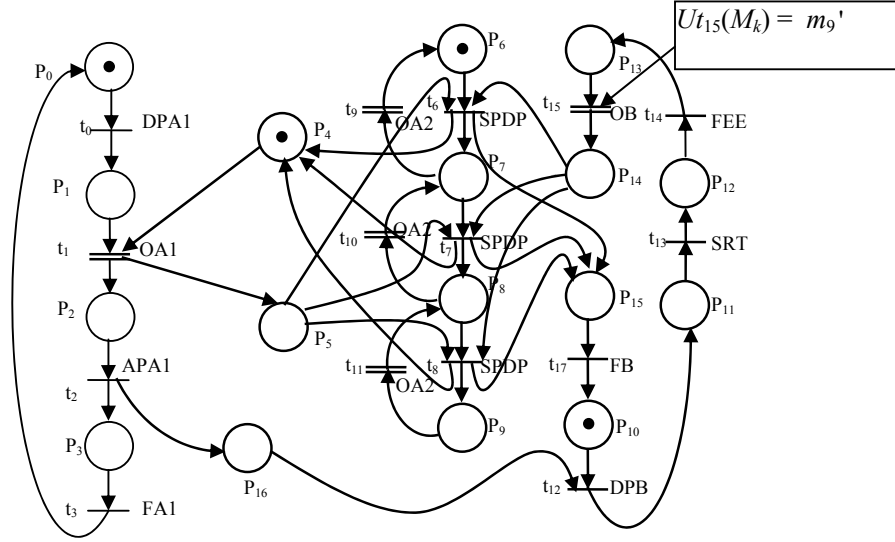 Ut₁₅(Mₖ) = m₉'
P₀
DPA1
t₀
P₁
t₁
OA1
P₂
APA1
t₂
P₃
t₃
FA1
P₄
P₅
P₁₆
P₆
t₉
OA2
t₆
SPDP
P₇
t₁₀
OA2
t₇
SPDP
P₈
t₁₁
OA2
t₈
SPDP
P₉
P₁₃
t₁₅
OB
P₁₄
P₁₅
t₁₇
FB
P₁₀
t₁₂
DPB
t₁₄
FEE
P₁₂
t₁₃
SRT
P₁₁